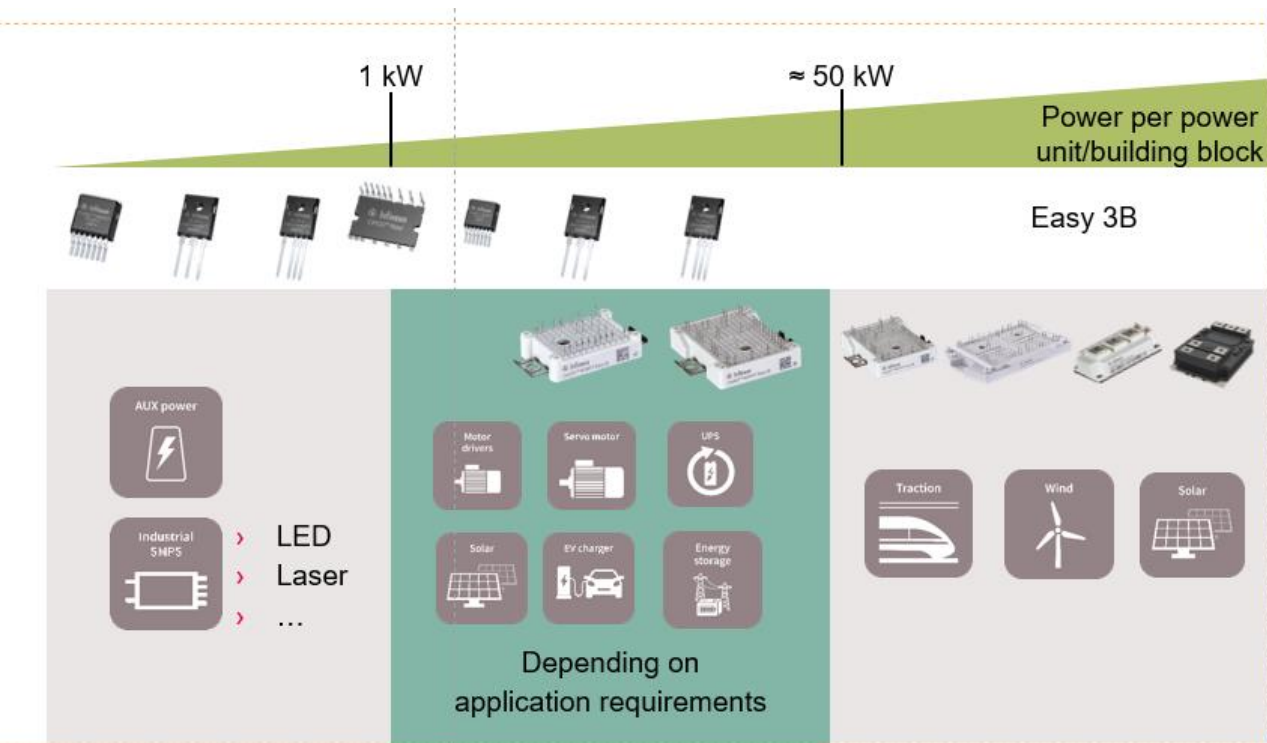 1 kW
≈ 50 kW
Power per power
unit/building block
Easy 3B
AUX power
Industrial
SMPS
› LED
› Laser
› ...
Motor
drivers
Servo motor
UPS
Solar
EV charger
Energy
storage
Depending on
application requirements
Traction
Wind
Solar